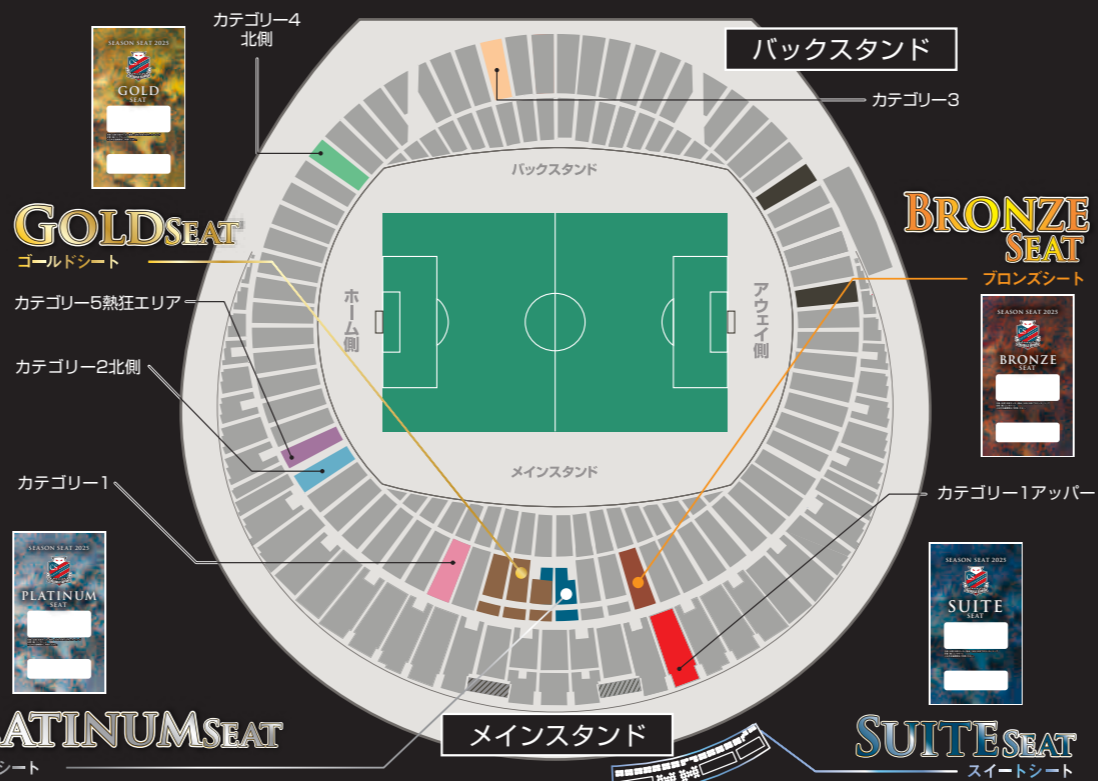 カテゴリー4
北側
バックスタンド
SEASON SEAT 2025
GOLD
SEAT
カテゴリー3
バックスタンド
GOLD SEAT
ゴールドシート
BRONZE
SEAT
ブロンズシート
カテゴリー5熱狂エリア
ホーム側
アウェイ側
SEASON SEAT 2025
BRONZE
SEAT
カテゴリー2北側
メインスタンド
カテゴリー1
カテゴリー1アッパー
SEASON SEAT 2025
PLATINUM
SEAT
SEASON SEAT 2025
SUITE
SEAT
ATINUM SEAT
シート
メインスタンド
SUITE SEAT
スイートシート